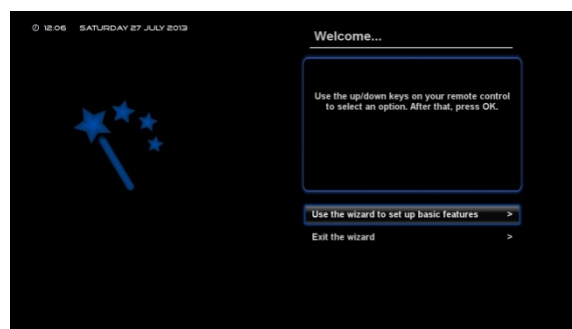 12:06 SATURDAY 27 JULY 2013
Welcome...
Use the up/down keys on your remote control
to select an option. After that, press OK.
Use the wizard to set up basic features >
Exit the wizard >